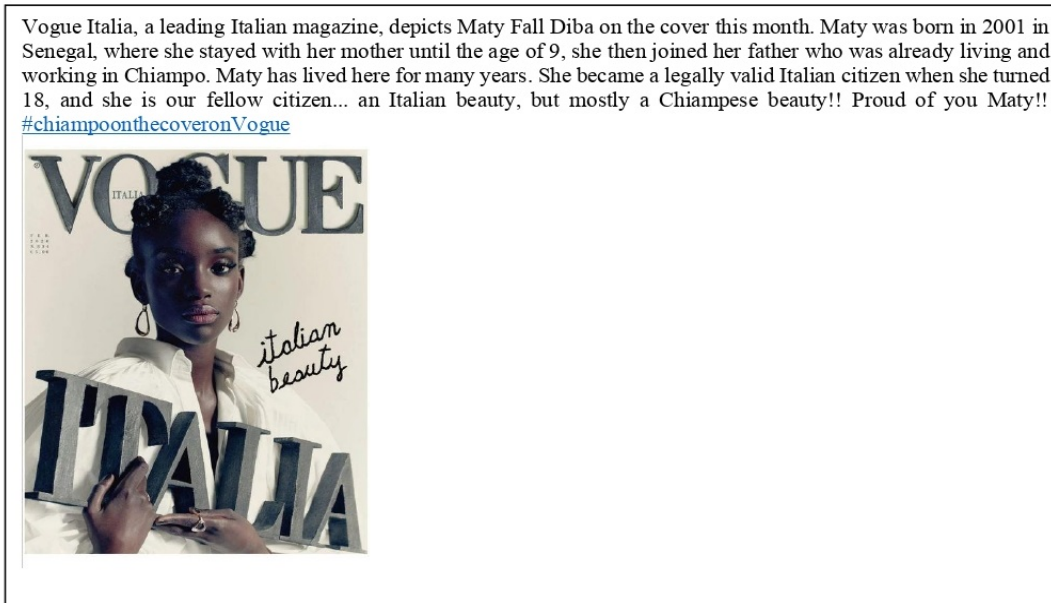 Vogue Italia, a leading Italian magazine, depicts Maty Fall Diba on the cover this month. Maty was born in 2001 in
Senegal, where she stayed with her mother until the age of 9, she then joined her father who was already living and
working in Chiampo. Maty has lived here for many years. She became a legally valid Italian citizen when she turned
18, and she is our fellow citizen... an Italian beauty, but mostly a Chiampese beauty!! Proud of you Maty!!
#chiampoonthecoveronVogue
VOGUE
ITALIA
italian
beauty
ITALIA